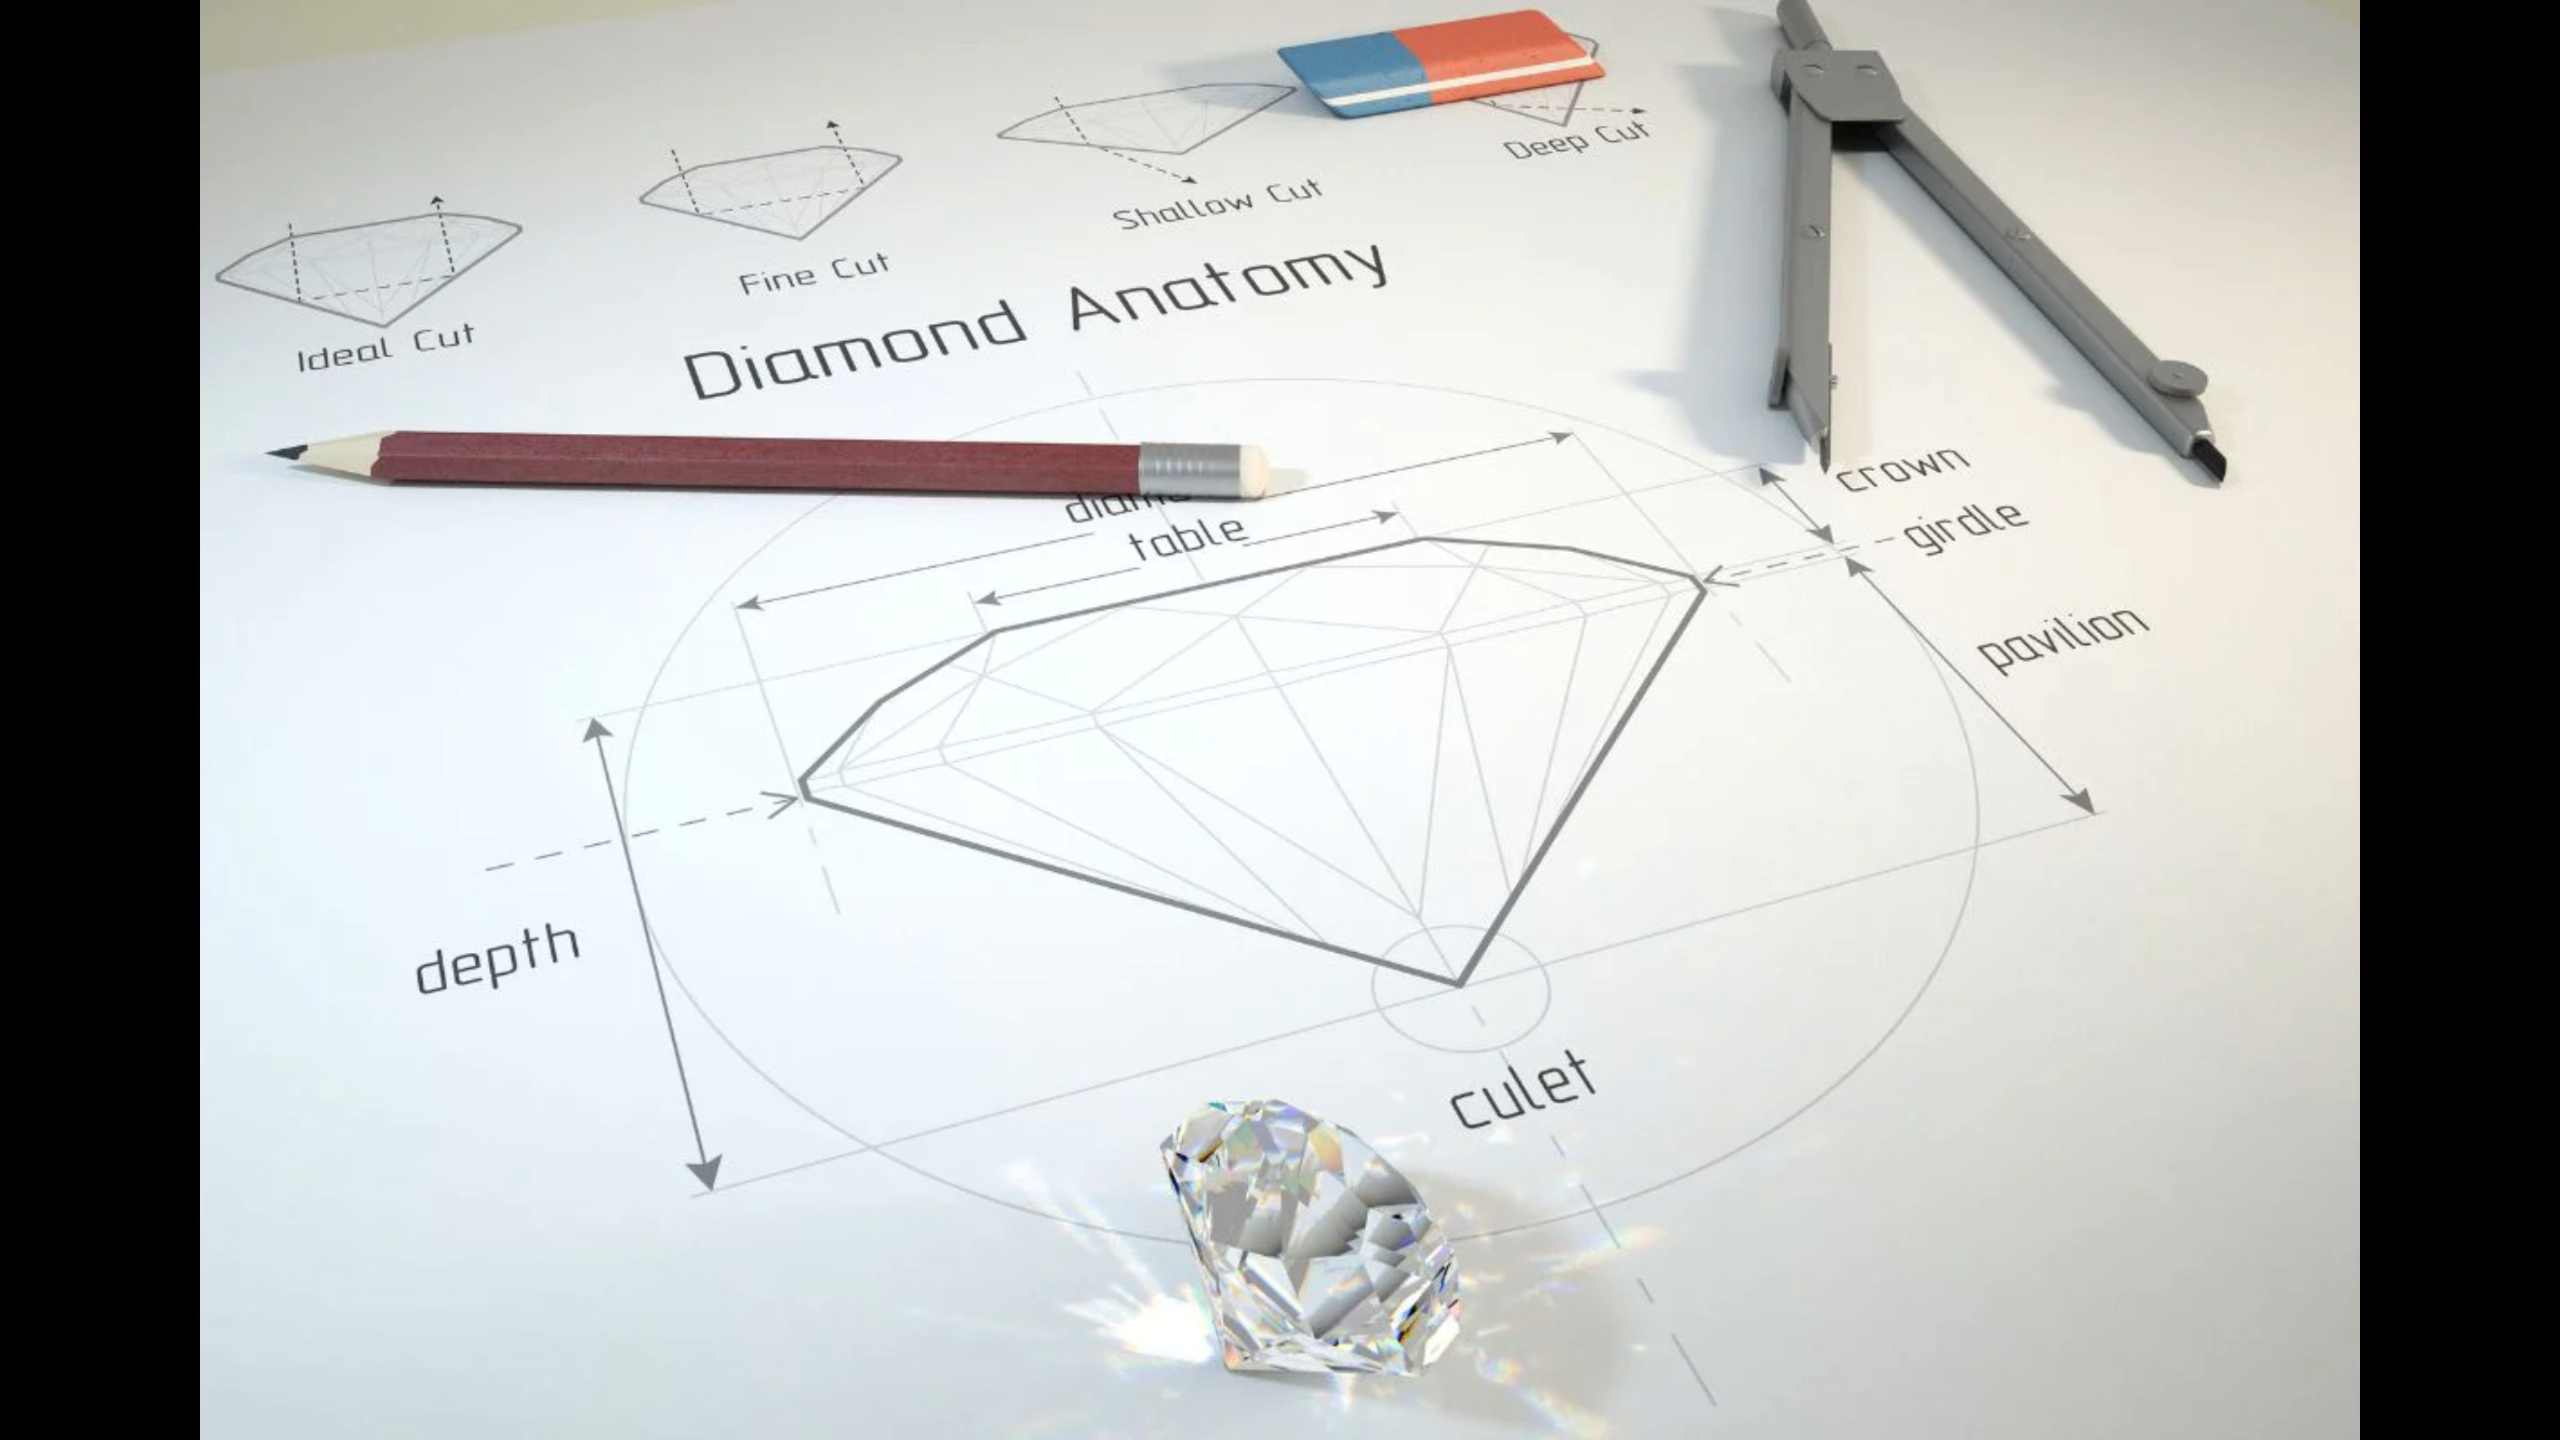 Deep Cut
Shallow Cut
Fine Cut
Ideal Cut
Diamond Anatomy
table
crown
girdle
pavilion
depth
culet